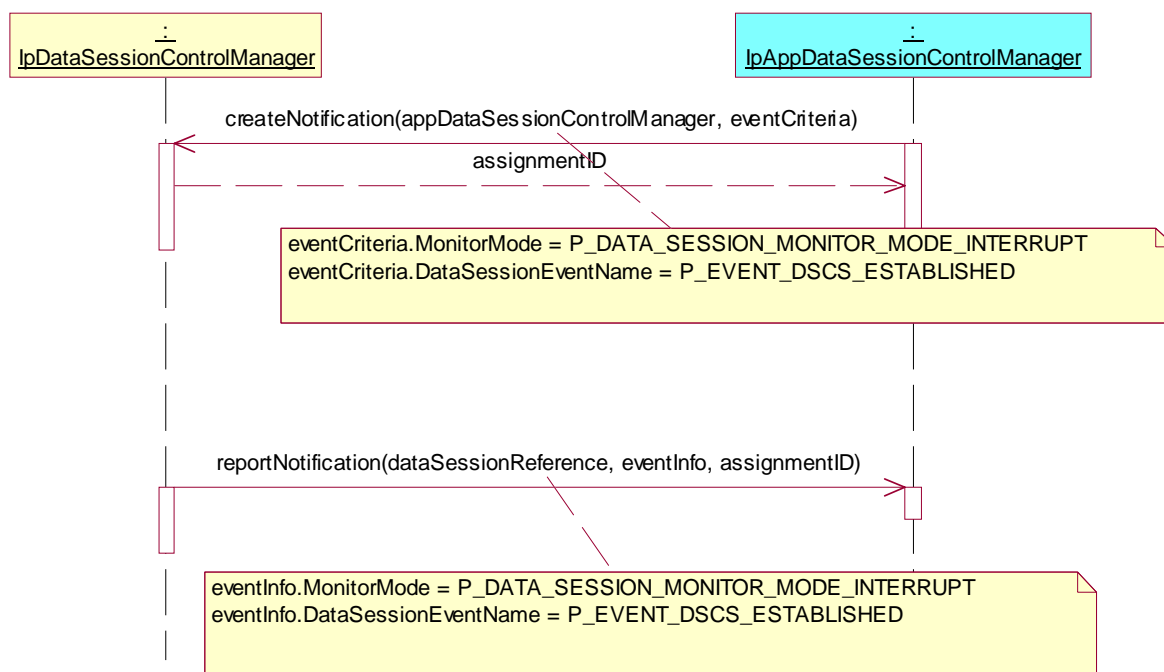 :
IpDataSessionControlManager
:
IpAppDataSessionControlManager
createNotification(appDataSessionControlManager, eventCriteria)
assignmentID
eventCriteria.MonitorMode = P_DATA_SESSION_MONITOR_MODE_INTERRUPT
eventCriteria.DataSessionEventName = P_EVENT_DSCS_ESTABLISHED
reportNotification(dataSessionReference, eventInfo, assignmentID)
eventInfo.MonitorMode = P_DATA_SESSION_MONITOR_MODE_INTERRUPT
eventInfo.DataSessionEventName = P_EVENT_DSCS_ESTABLISHED